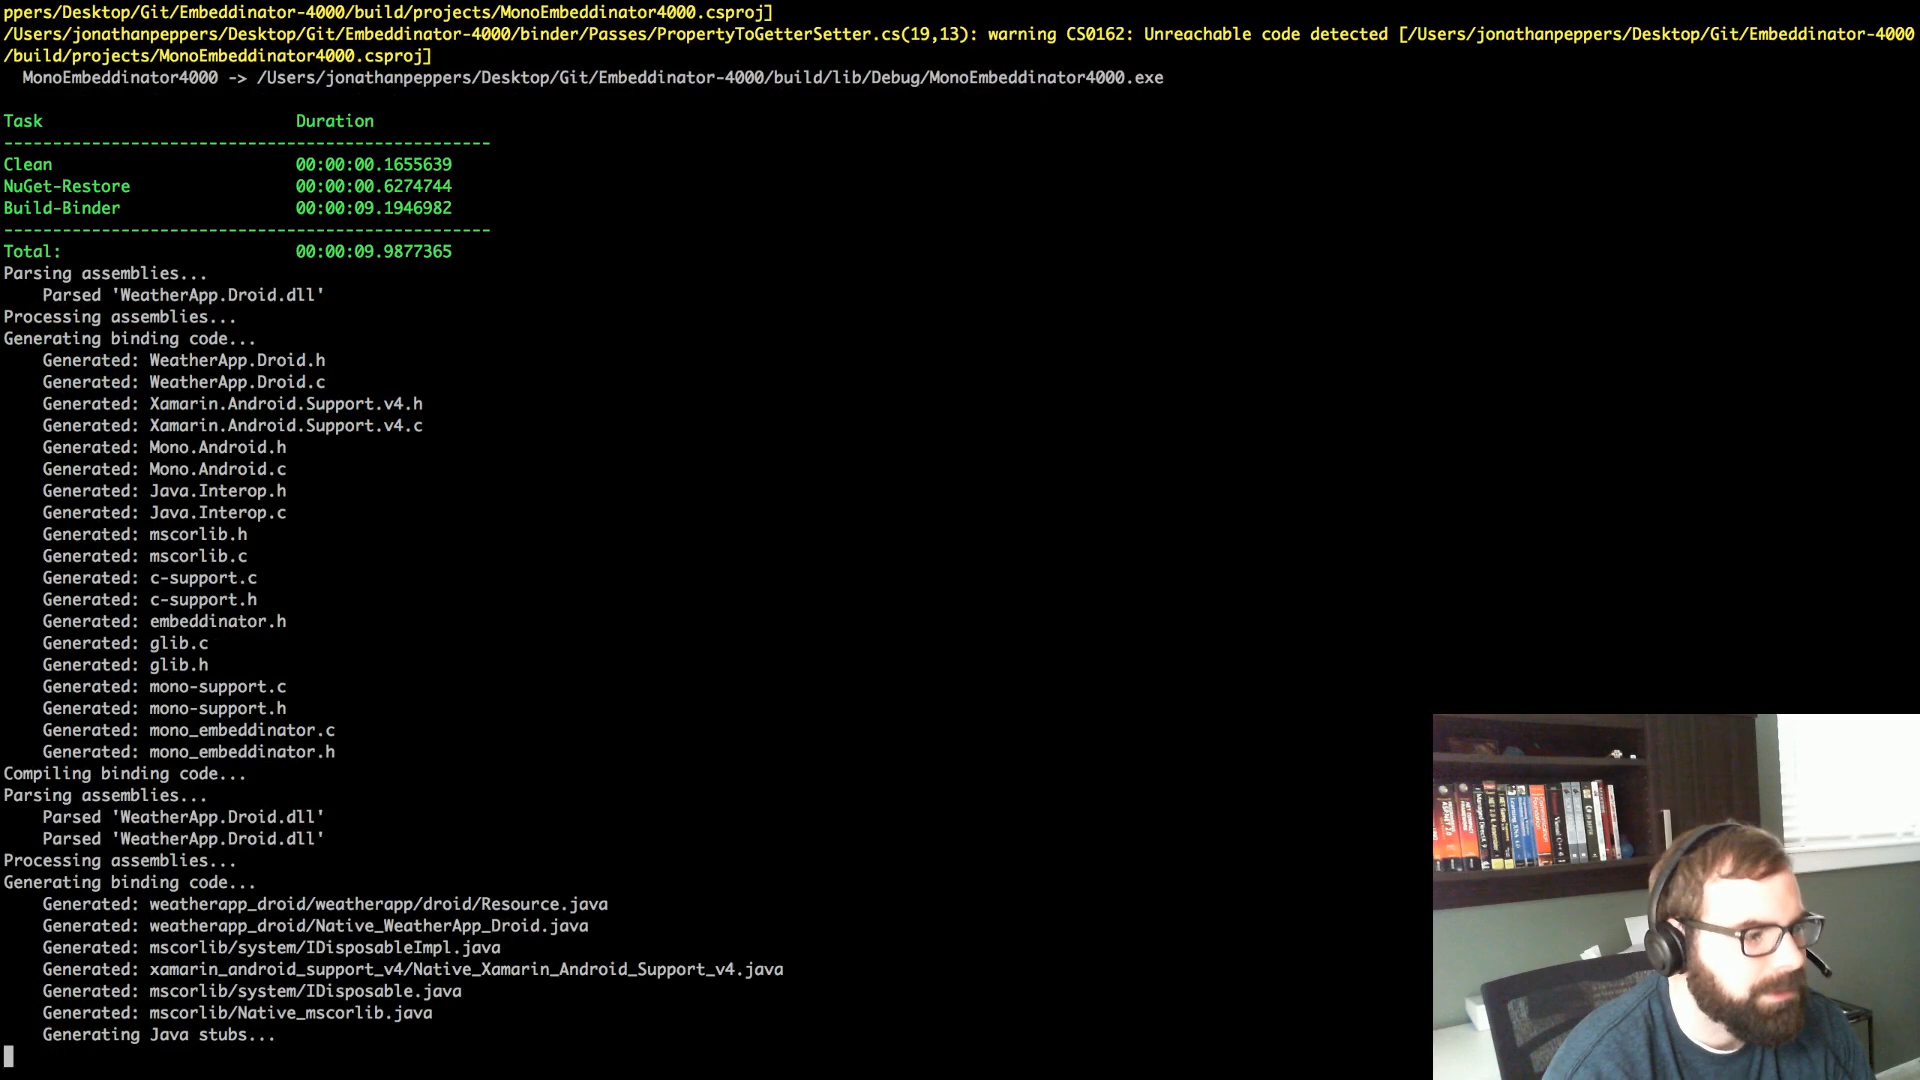 ppers/Desktop/Git/Embeddinator-4000/build/projects/MonoEmbeddinator4000.csproj]
/Users/jonathanpeppers/Desktop/Git/Embeddinator-4000/binder/Passes/PropertyToGetterSetter.cs(19,13): warning CS0162: Unreachable code detected [/Users/jonathanpeppers/Desktop/Git/Embeddinator-4000
/build/projects/MonoEmbeddinator4000.csproj]
  MonoEmbeddinator4000 -> /Users/jonathanpeppers/Desktop/Git/Embeddinator-4000/build/lib/Debug/MonoEmbeddinator4000.exe
Task                          Duration
--------------------------------------------------
Clean                         00:00:00.1655639
NuGet-Restore                 00:00:00.6274744
Build-Binder                  00:00:09.1946982
--------------------------------------------------
Total:                        00:00:09.9877365
Parsing assemblies...
    Parsed 'WeatherApp.Droid.dll'
Processing assemblies...
Generating binding code...
    Generated: WeatherApp.Droid.h
    Generated: WeatherApp.Droid.c
    Generated: Xamarin.Android.Support.v4.h
    Generated: Xamarin.Android.Support.v4.c
    Generated: Mono.Android.h
    Generated: Mono.Android.c
    Generated: Java.Interop.h
    Generated: Java.Interop.c
    Generated: mscorlib.h
    Generated: mscorlib.c
    Generated: c-support.c
    Generated: c-support.h
    Generated: embeddinator.h
    Generated: glib.c
    Generated: glib.h
    Generated: mono-support.c
    Generated: mono-support.h
    Generated: mono_embeddinator.c
    Generated: mono_embeddinator.h
Compiling binding code...
Parsing assemblies...
    Parsed 'WeatherApp.Droid.dll'
    Parsed 'WeatherApp.Droid.dll'
Processing assemblies...
Generating binding code...
    Generated: weatherapp_droid/weatherapp/droid/Resource.java
    Generated: weatherapp_droid/Native_WeatherApp_Droid.java
    Generated: mscorlib/system/IDisposableImpl.java
    Generated: xamarin_android_support_v4/Native_Xamarin_Android_Support_v4.java
    Generated: mscorlib/system/IDisposable.java
    Generated: mscorlib/Native_mscorlib.java
    Generating Java stubs...